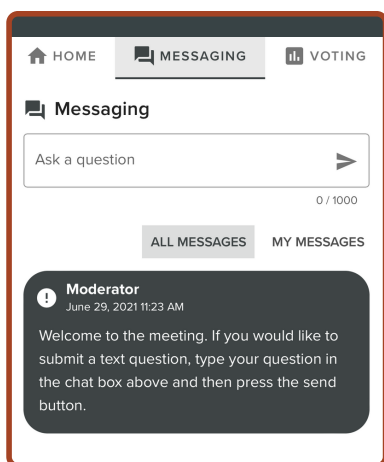 HOME MESSAGING VOTING
Messaging
Ask a question
0 / 1000
ALL MESSAGES MY MESSAGES
Moderator
June 29, 2021 11:23 AM
Welcome to the meeting. If you would like to
submit a text question, type your question in
the chat box above and then press the send
button.